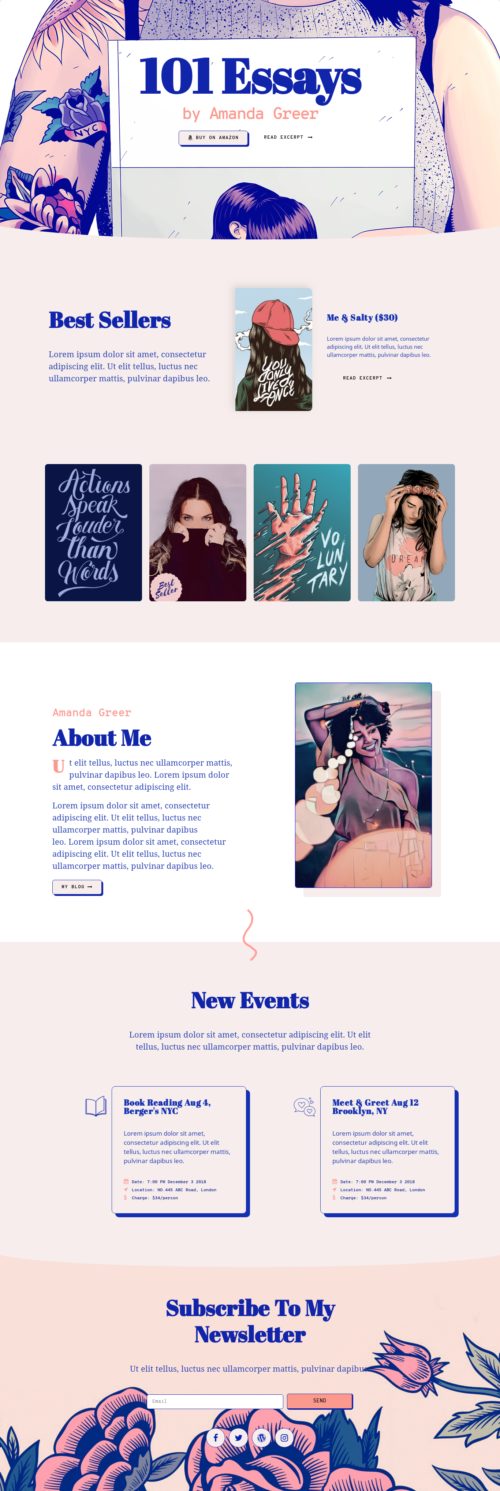 101 Essays
by Amanda Greer
BUY ON AMAZON
READ EXCERPT →
NYC
Best Sellers
Lorem ipsum dolor sit amet, consectetur
adipiscing elit. Ut elit tellus, luctus nec
ullamcorper mattis, pulvinar dapibus leo.
YOU
ONLY
LIVE
ONCE
Me & Salty ($30)
Lorem ipsum dolor sit amet, consectetur
adipiscing elit. Ut elit tellus, luctus nec
ullamcorper mattis, pulvinar dapibus leo.
READ EXCERPT →
Actions
Speak
Louder
than
Words
Best
Seller
VO
LUN
TARY
DREAM
Amanda Greer
About Me
Ut elit tellus, luctus nec ullamcorper mattis,
pulvinar dapibus leo. Lorem ipsum dolor
sit amet, consectetur adipiscing elit.
Lorem ipsum dolor sit amet, consectetur
adipiscing elit. Ut elit tellus, luctus nec
ullamcorper mattis, pulvinar dapibus
leo. Lorem ipsum dolor sit amet, consectetur
adipiscing elit. Ut elit tellus, luctus nec
ullamcorper mattis, pulvinar dapibus leo.
MY BLOG →
New Events
Lorem ipsum dolor sit amet, consectetur adipiscing elit. Ut elit
tellus, luctus nec ullamcorper mattis, pulvinar dapibus leo.
Book Reading Aug 4,
Berger's NYC
Lorem ipsum dolor sit amet,
consectetur adipiscing elit. Ut elit
tellus, luctus nec ullamcorper mattis,
pulvinar dapibus leo.
Date: 7:00 PM December 3 2018
Location: NO 445 ABC Road, London
Charge: $34/person
Meet & Greet Aug 12
Brooklyn, NY
Lorem ipsum dolor sit amet,
consectetur adipiscing elit. Ut elit
tellus, luctus nec ullamcorper mattis,
pulvinar dapibus leo.
Date: 7:00 PM December 3 2018
Location: NO 445 ABC Road, London
Charge: $34/person
Subscribe To My
Newsletter
Ut elit tellus, luctus nec ullamcorper mattis, pulvinar dapibus
Email
SEND